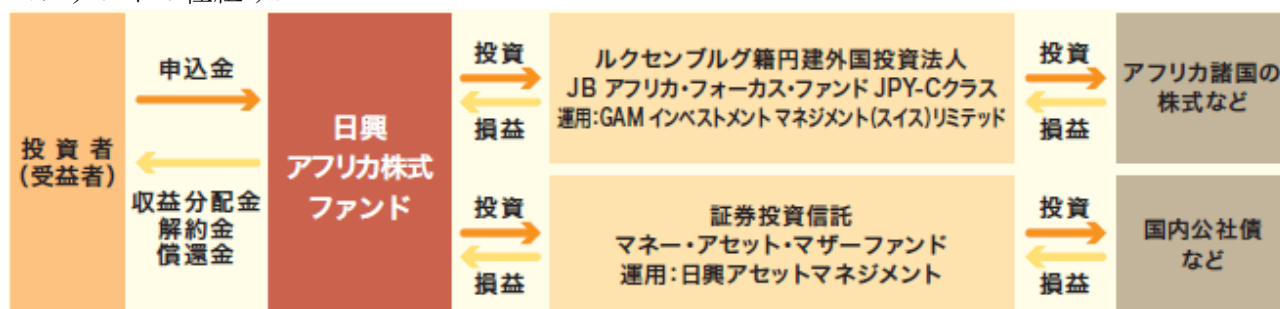 申込金
投資者
(受益者)
収益分配金
解約金
償還金
日興
アフリカ株式
ファンド
投資
損益
ルクセンブルグ籍円建外国投資法人
JB アフリカ・フォーカス・ファンド JPY-Cクラス
運用:GAM インベストメント マネジメント(スイス)リミテッド
投資
損益
アフリカ諸国の
株式など
投資
損益
証券投資信託
マネー・アセット・マザーファンド
運用:日興アセットマネジメント
投資
損益
国内公社債
など